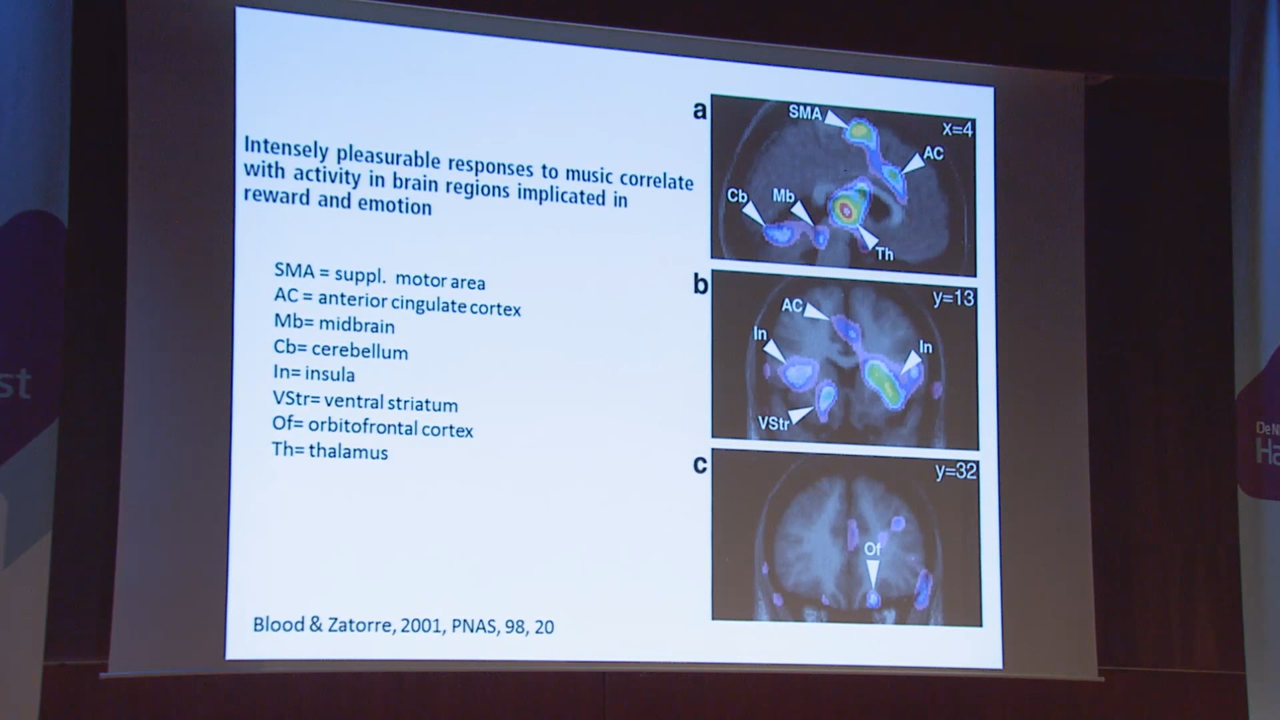 Intensely pleasurable responses to music correlate
with activity in brain regions implicated in
reward and emotion
SMA = suppl. motor area
AC = anterior cingulate cortex
Mb= midbrain
Cb= cerebellum
In= insula
VStr= ventral striatum
Of= orbitofrontal cortex
Th= thalamus
Blood & Zatorre, 2001, PNAS, 98, 20
a
SMA
x=4
AC
Cb
Mb
Th
b
y=13
AC
In
In
VStr
c
y=32
Of
st